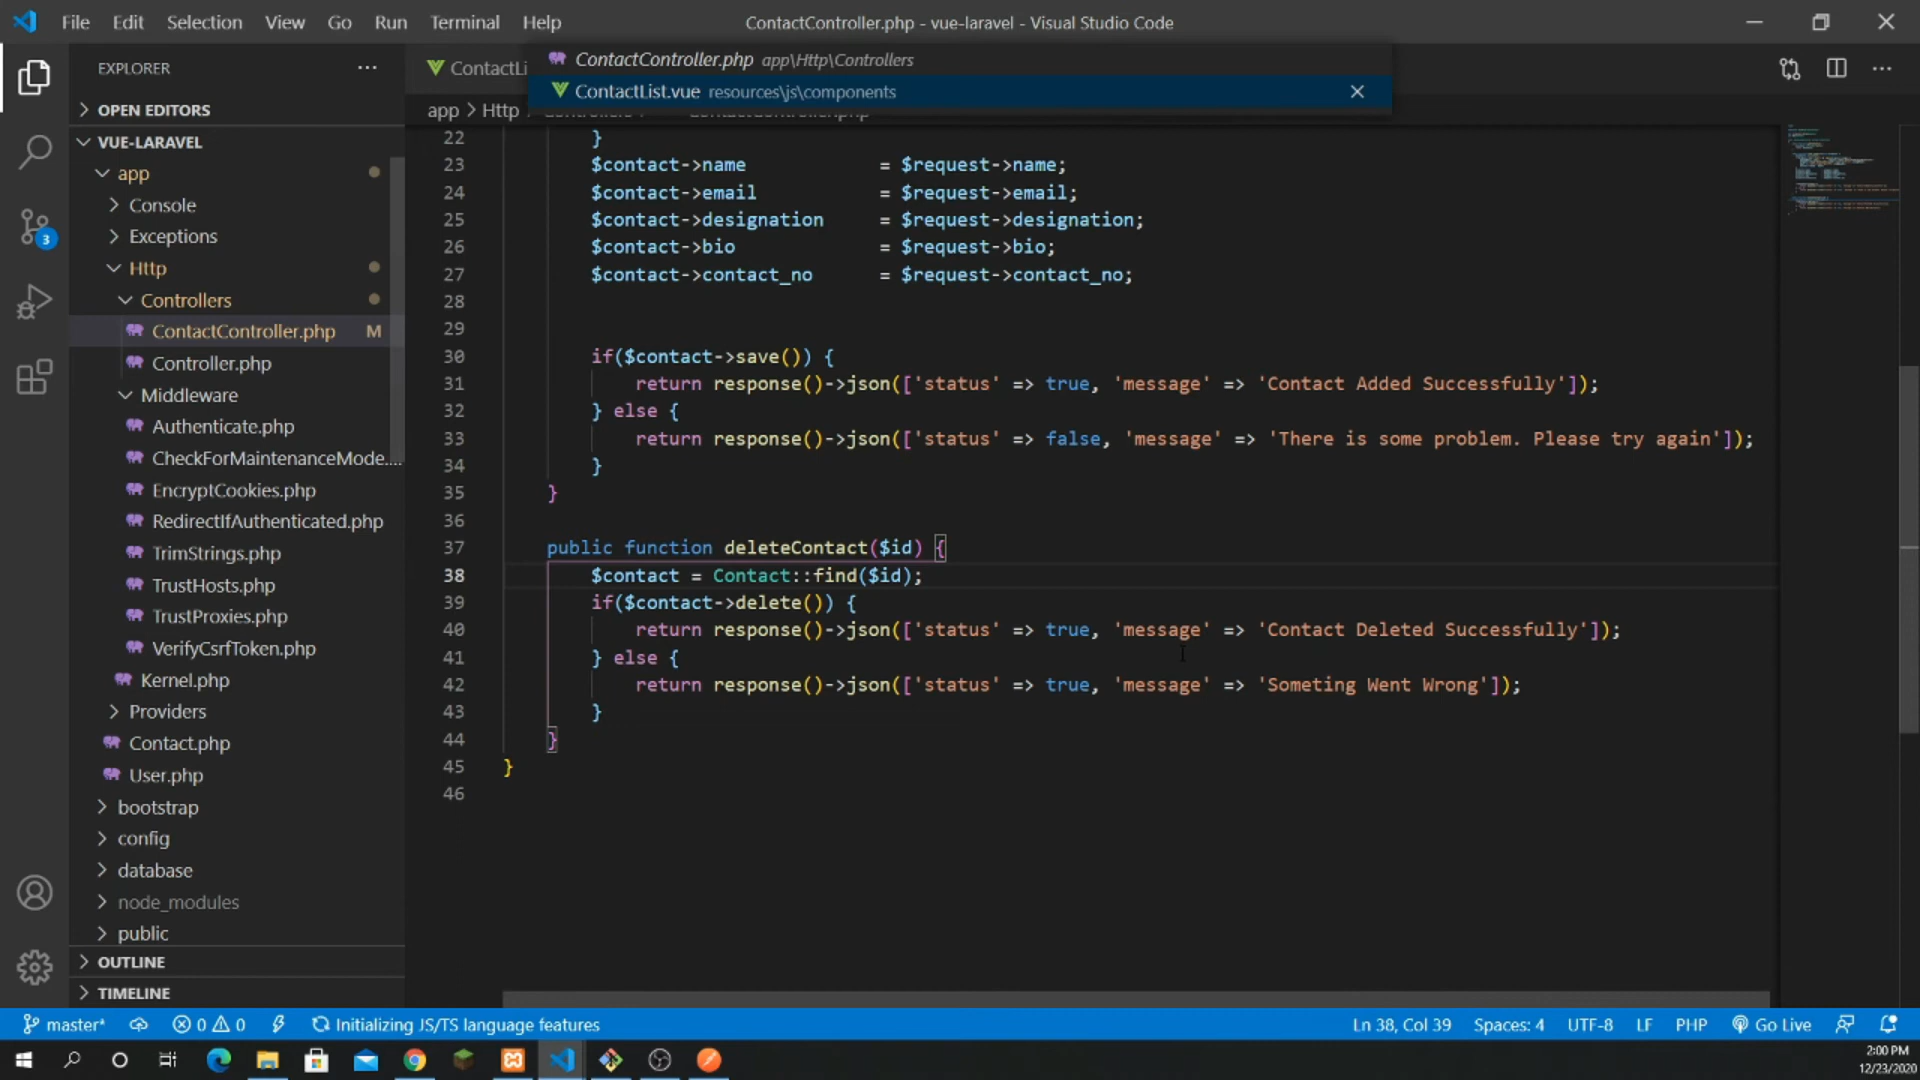 File Edit Selection View Go Run Terminal Help
ContactController.php - vue-laravel - Visual Studio Code
EXPLORER
OPEN EDITORS
VUE-LARAVEL
app
Console
Exceptions
Http
Controllers
ContactController.php M
Controller.php
Middleware
Authenticate.php
CheckForMaintenanceMode....
EncryptCookies.php
RedirectIfAuthenticated.php
TrimStrings.php
TrustHosts.php
TrustProxies.php
VerifyCsrfToken.php
Kernel.php
Providers
Contact.php
User.php
bootstrap
config
database
node_modules
public
OUTLINE
TIMELINE
3
ContactLi
ContactController.php app\Http\Controllers
ContactList.vue resources\js\components
app > Http
22 }
23 $contact->name = $request->name;
24 $contact->email = $request->email;
25 $contact->designation = $request->designation;
26 $contact->bio = $request->bio;
27 $contact->contact_no = $request->contact_no;
28
29
30 if($contact->save()) {
31 return response()->json(['status' => true, 'message' => 'Contact Added Successfully']);
32 } else {
33 return response()->json(['status' => false, 'message' => 'There is some problem. Please try again']);
34 }
35 }
36
37 public function deleteContact($id) {
38 $contact = Contact::find($id);
39 if($contact->delete()) {
40 return response()->json(['status' => true, 'message' => 'Contact Deleted Successfully']);
41 } else {
42 return response()->json(['status' => true, 'message' => 'Someting Went Wrong']);
43 }
44 }
45 }
46
master* 0 0 Initializing JS/TS language features
Ln 38, Col 39 Spaces: 4 UTF-8 LF PHP Go Live
2:00 PM
12/23/2020